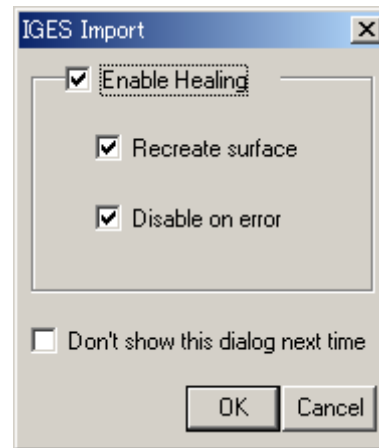 IGES Import
Enable Healing
Recreate surface
Disable on error
Don't show this dialog next time
OK Cancel